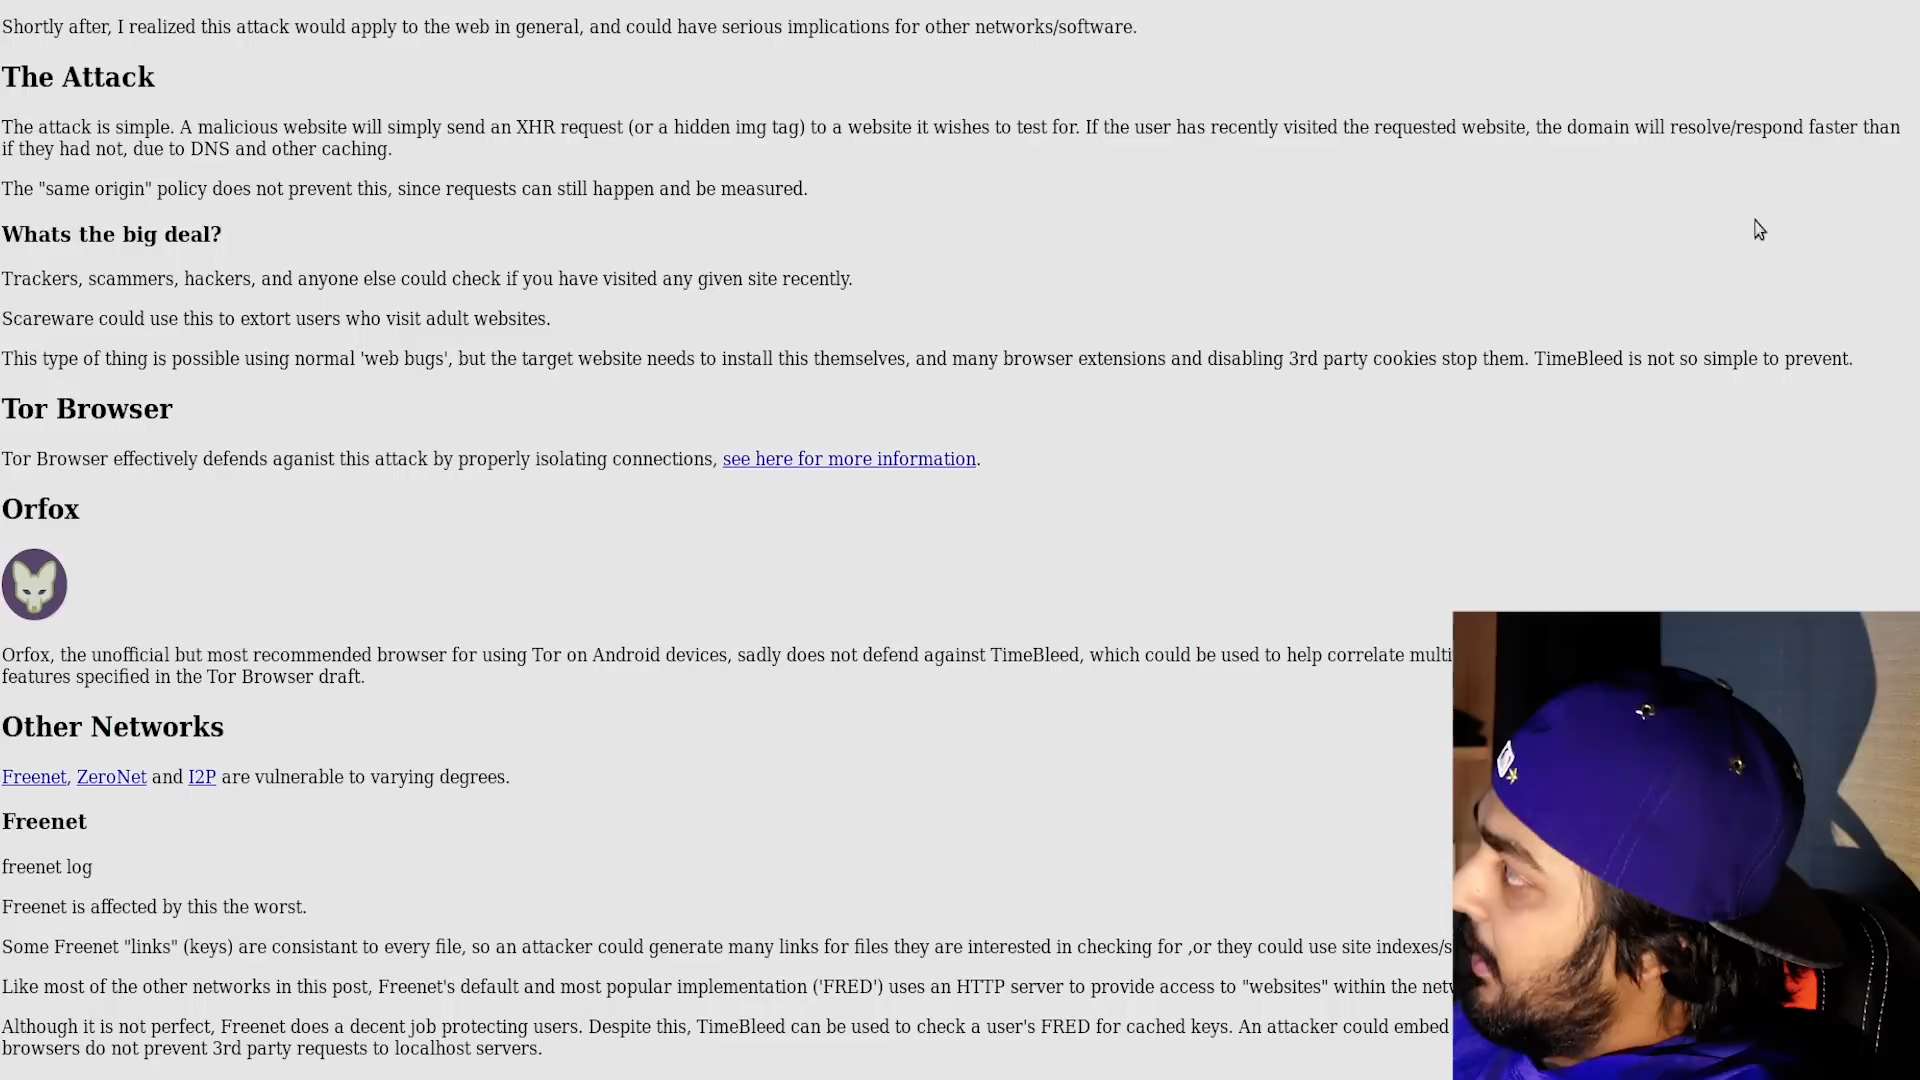 Shortly after, I realized this attack would apply to the web in general, and could have serious implications for other networks/software.
The Attack
The attack is simple. A malicious website will simply send an XHR request (or a hidden img tag) to a website it wishes to test for. If the user has recently visited the requested website, the domain will resolve/respond faster than
if they had not, due to DNS and other caching.
The "same origin" policy does not prevent this, since requests can still happen and be measured.
Whats the big deal?
Trackers, scammers, hackers, and anyone else could check if you have visited any given site recently.
Scareware could use this to extort users who visit adult websites.
This type of thing is possible using normal 'web bugs', but the target website needs to install this themselves, and many browser extensions and disabling 3rd party cookies stop them. TimeBleed is not so simple to prevent.
Tor Browser
Tor Browser effectively defends aganist this attack by properly isolating connections, see here for more information.
Orfox
Orfox, the unofficial but most recommended browser for using Tor on Android devices, sadly does not defend against TimeBleed, which could be used to help correlate
features specified in the Tor Browser draft.
Other Networks
Freenet, ZeroNet and I2P are vulnerable to varying degrees.
Freenet
freenet log
Freenet is affected by this the worst.
Some Freenet "links" (keys) are consistant to every file, so an attacker could generate many links for files they are interested in checking for ,or they could use site
Like most of the other networks in this post, Freenet's default and most popular implementation ('FRED') uses an HTTP server to provide access to "websites" within the
Although it is not perfect, Freenet does a decent job protecting users. Despite this, TimeBleed can be used to check a user's FRED for cached keys. An attacker could embed
browsers do not prevent 3rd party requests to localhost servers.